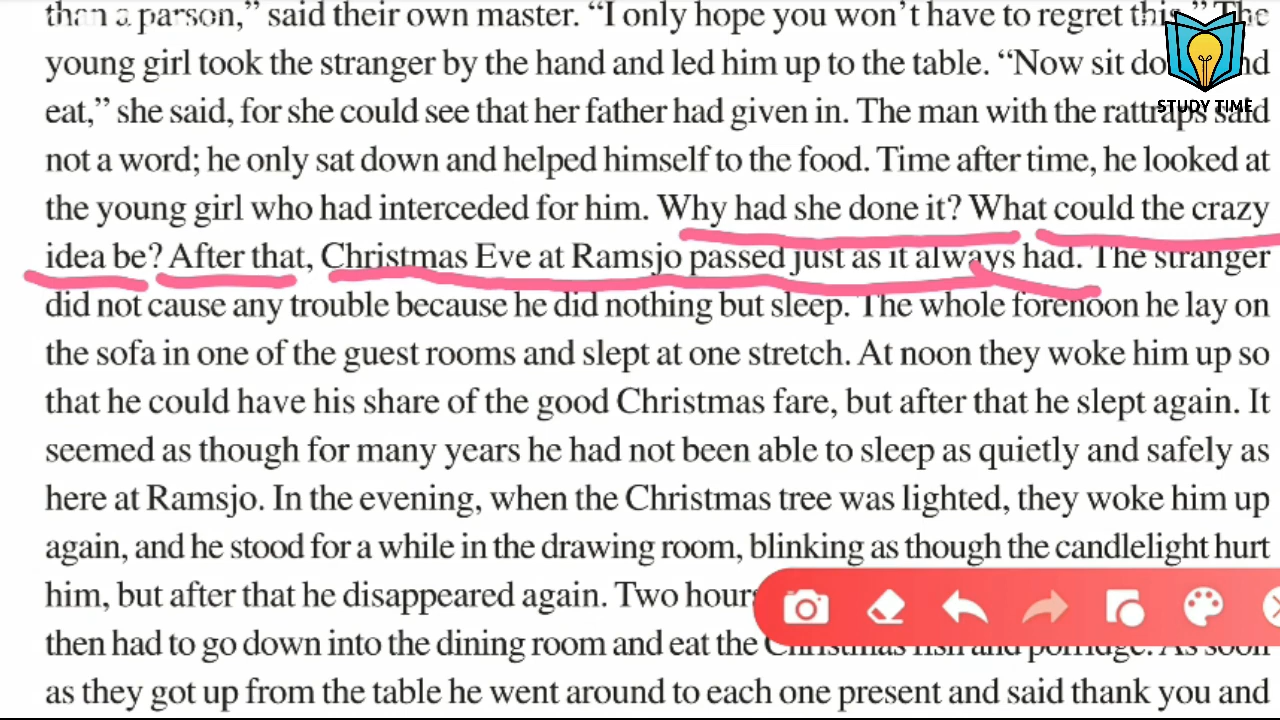 than a parson,” said their own master. “I only hope you won’t have to regret this.” The
young girl took the stranger by the hand and led him up to the table. “Now sit down and
eat,” she said, for she could see that her father had given in. The man with the rattraps said
not a word; he only sat down and helped himself to the food. Time after time, he looked at
the young girl who had interceded for him. Why had she done it? What could the crazy
idea be? After that, Christmas Eve at Ramsjo passed just as it always had. The stranger
did not cause any trouble because he did nothing but sleep. The whole forenoon he lay on
the sofa in one of the guest rooms and slept at one stretch. At noon they woke him up so
that he could have his share of the good Christmas fare, but after that he slept again. It
seemed as though for many years he had not been able to sleep as quietly and safely as
here at Ramsjo. In the evening, when the Christmas tree was lighted, they woke him up
again, and he stood for a while in the drawing room, blinking as though the candlelight hurt
him, but after that he disappeared again. Two hours
then had to go down into the dining room and eat the Christmas fish and porridge. As soon
as they got up from the table he went around to each one present and said thank you and
STUDY TIME